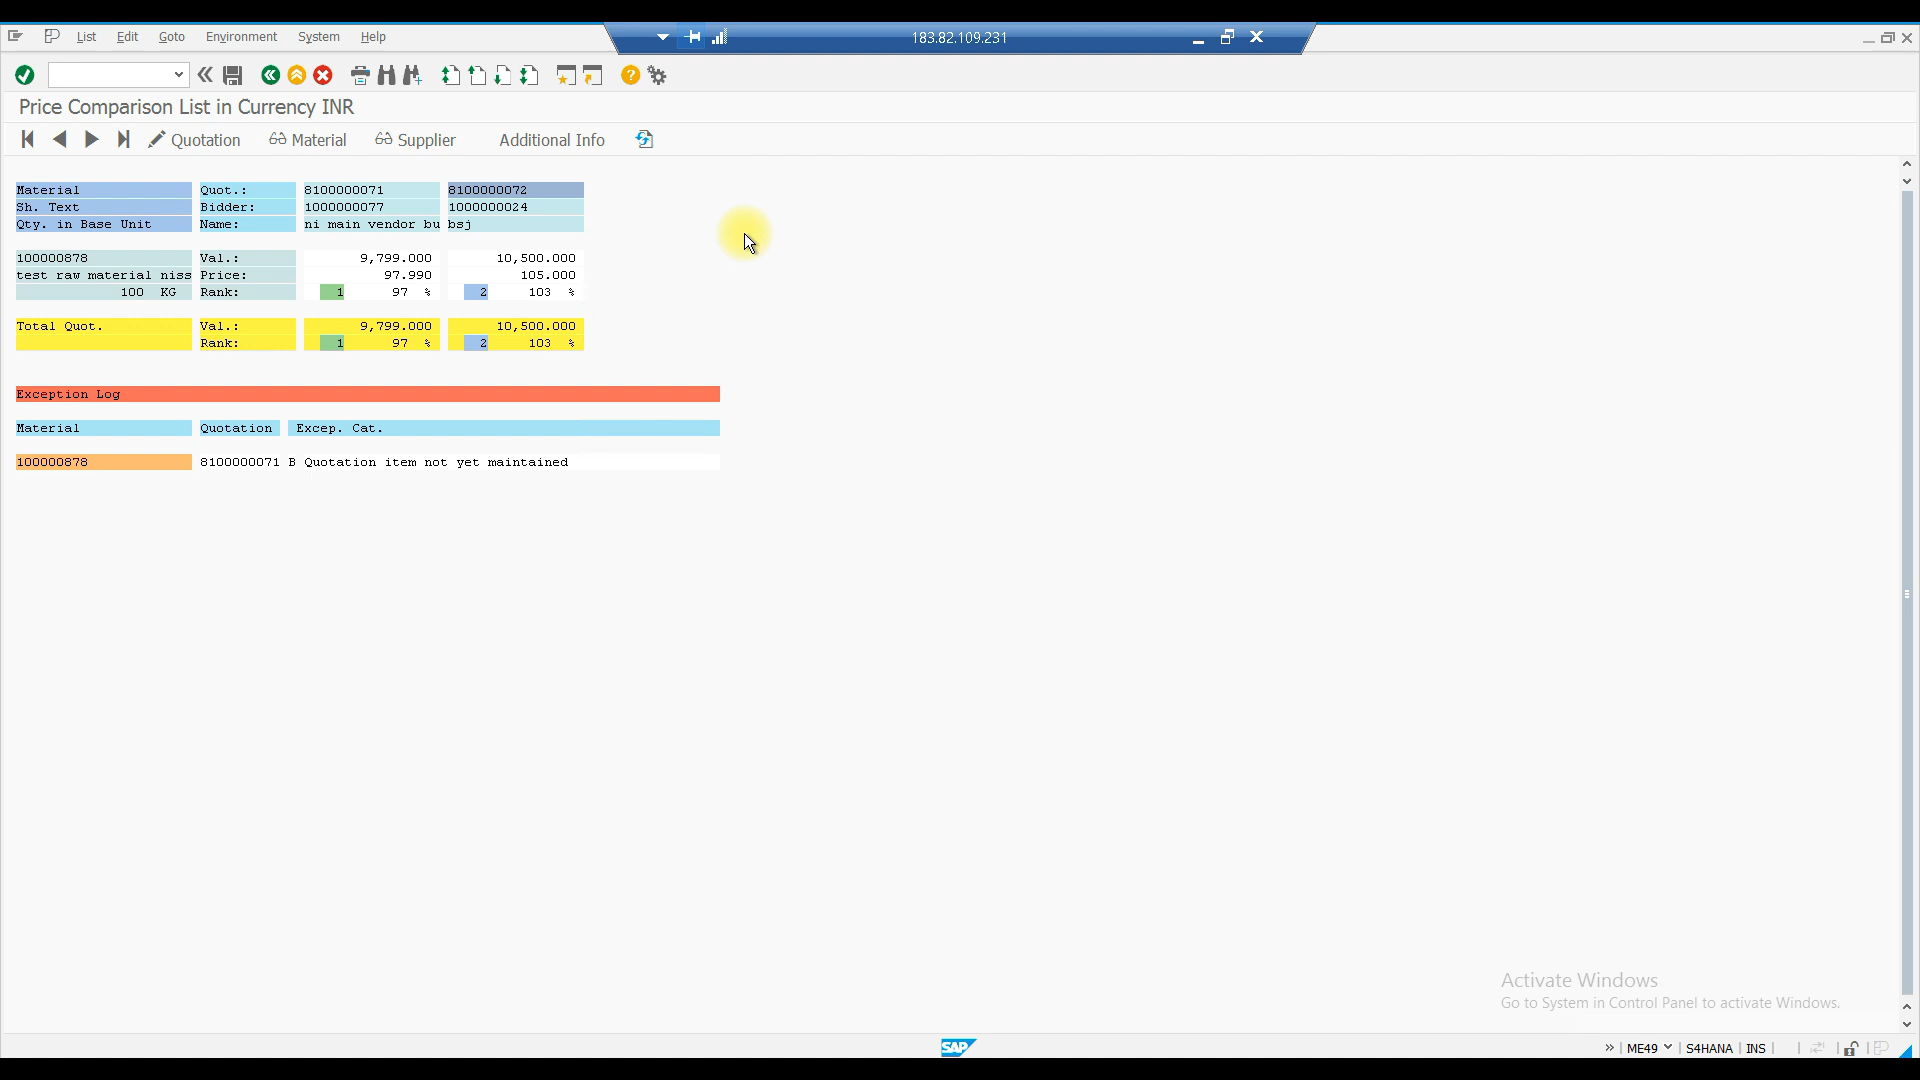 List Edit Goto Environment System Help
183.82.109.231
Price Comparison List in Currency INR
Quotation Material Supplier Additional Info
Material Quot.: 8100000071 8100000072
Sh. Text Bidder: 1000000077 1000000024
Qty. in Base Unit Name: ni main vendor bu bsj
100000878 Val.: 9,799.000 10,500.000
test raw material niss Price: 97.990 105.000
100 KG Rank: 1 97 % 2 103 %
Total Quot. Val.: 9,799.000 10,500.000
Rank: 1 97 % 2 103 %
Exception Log
Material Quotation Excep. Cat.
100000878 8100000071 B Quotation item not yet maintained
Activate Windows
Go to System in Control Panel to activate Windows.
SAP
ME49 S4HANA INS